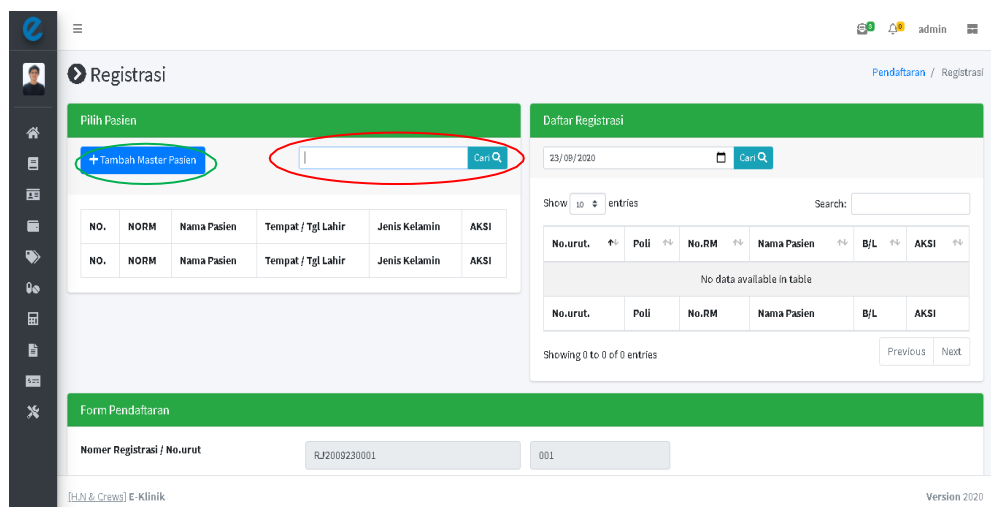 3
0
admin
Registrasi
Pendaftaran / Registrasi
Pilih Pasien
Tambah Master Pasien
Cari
NO. NORM Nama Pasien Tempat / Tgl Lahir Jenis Kelamin AKSI
NO. NORM Nama Pasien Tempat / Tgl Lahir Jenis Kelamin AKSI
Daftar Registrasi
23/09/2020 Cari
Show 10 entries Search:
No.urut. Poli No.RM Nama Pasien B/L AKSI
No data available in table
No.urut. Poli No.RM Nama Pasien B/L AKSI
Showing 0 to 0 of 0 entries
Previous Next
Form Pendaftaran
Nomer Registrasi / No.urut RJ2009230001 001
[H.N & Crews] E-Klinik Version 2020